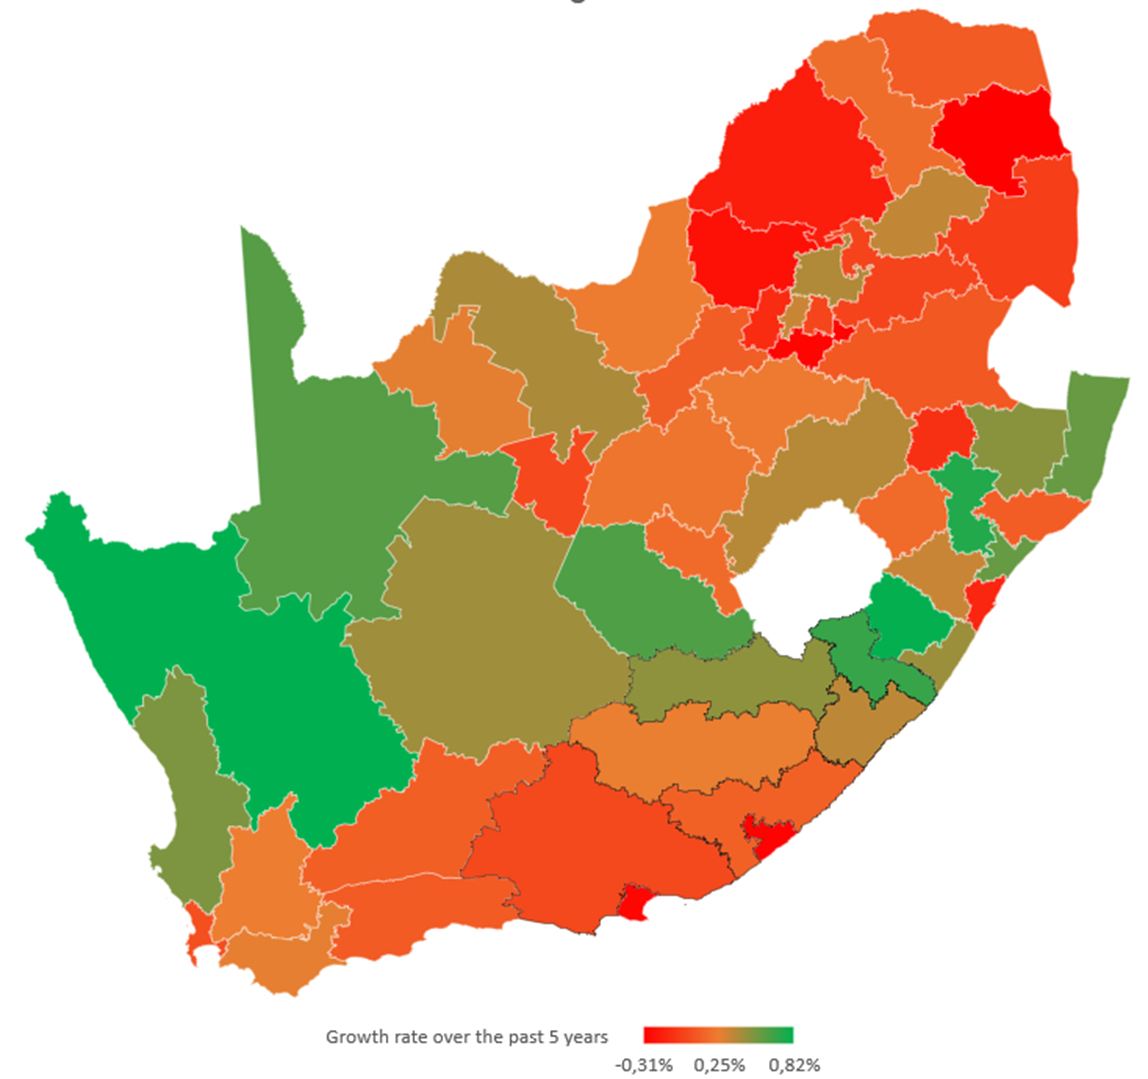 Growth rate over the past 5 years
-0,31% 0,25% 0,82%